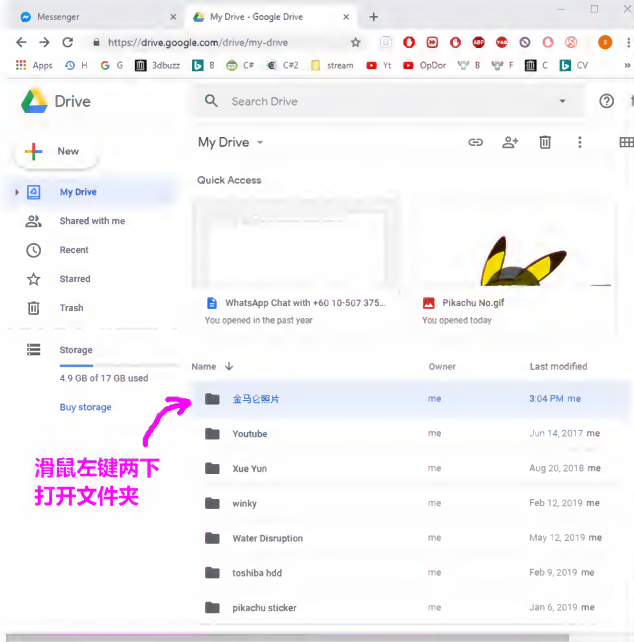 Messenger
My Drive - Google Drive
https://drive.google.com/drive/my-drive
ABP
Apps
H
G
3dbuzz
B
C#
C#2
stream
Yt
OpDor
B
F
C
CV
»
Drive
Search Drive
New
My Drive
My Drive
Quick Access
Shared with me
Recent
Starred
Trash
WhatsApp Chat with +60 10-507 375...
You opened in the past year
Pikachu No.gif
You opened today
Storage
4.9 GB of 17 GB used
Buy storage
Name Owner Last modified
金马仑照片 me 3:04 PM me
Youtube me Jun 14, 2017 me
Xue Yun me Aug 20, 2018 me
winky me Feb 12, 2019 me
Water Disruption me May 12, 2019 me
toshiba hdd me Feb 9, 2019 me
pikachu sticker me Jan 6, 2019 me
滑鼠左键两下
打开文件夹